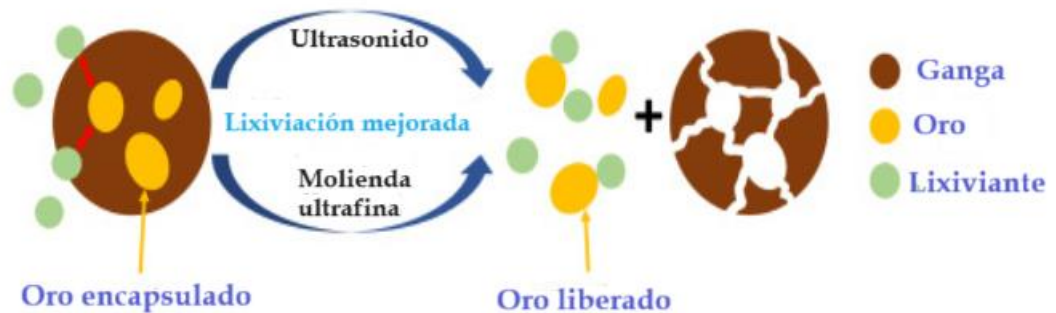 Ultrasonido
Lixiviación mejorada
Molienda
ultrafina
Oro encapsulado
+
Oro liberado
Ganga
Oro
Lixiviante